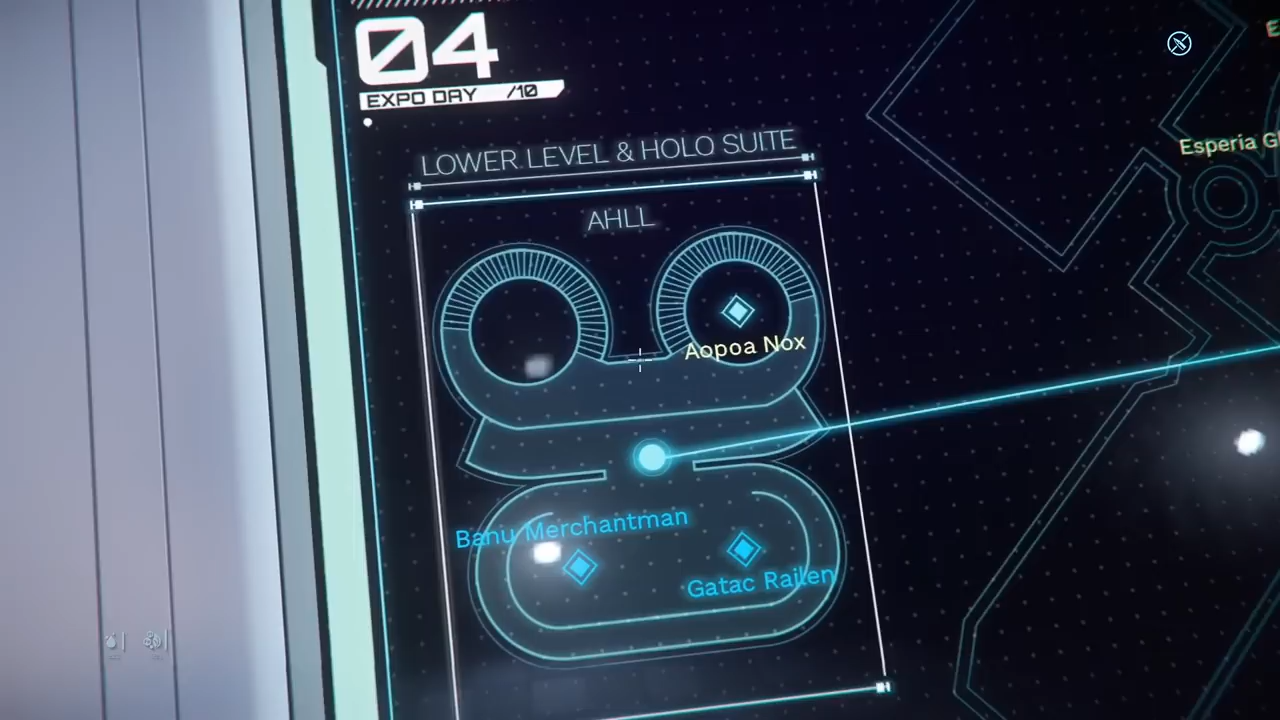 04
EXPO DAY /10
LOWER LEVEL & HOLO SUITE
AHLL
Esperia
Aopoa Nox
Banu Merchantman
Gatac Railen